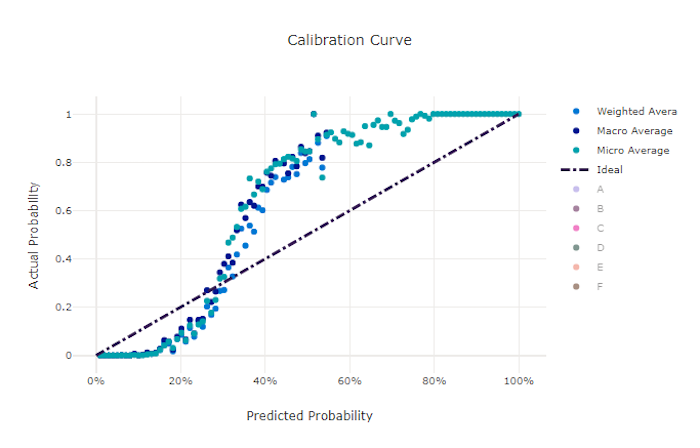 Calibration Curve
Actual Probability
1
0.8
0.6
0.4
0.2
0
0%
20%
40%
60%
80%
100%
Predicted Probability
Weighted Avera
Macro Average
Micro Average
Ideal
A
B
C
D
E
F